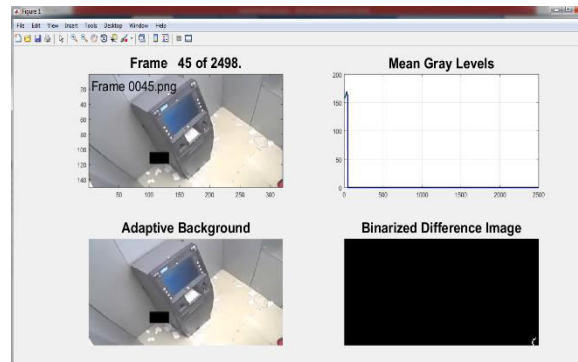 Figure 1
File Edit View Insert Tools Desktop Window Help
Frame 45 of 2498.
Frame 0045.png
20
40
60
80
100
120
140
50 100 150 200 250 300
Mean Gray Levels
200
150
100
50
0
0 500 1000 1500 2000 2500
Adaptive Background
Binarized Difference Image